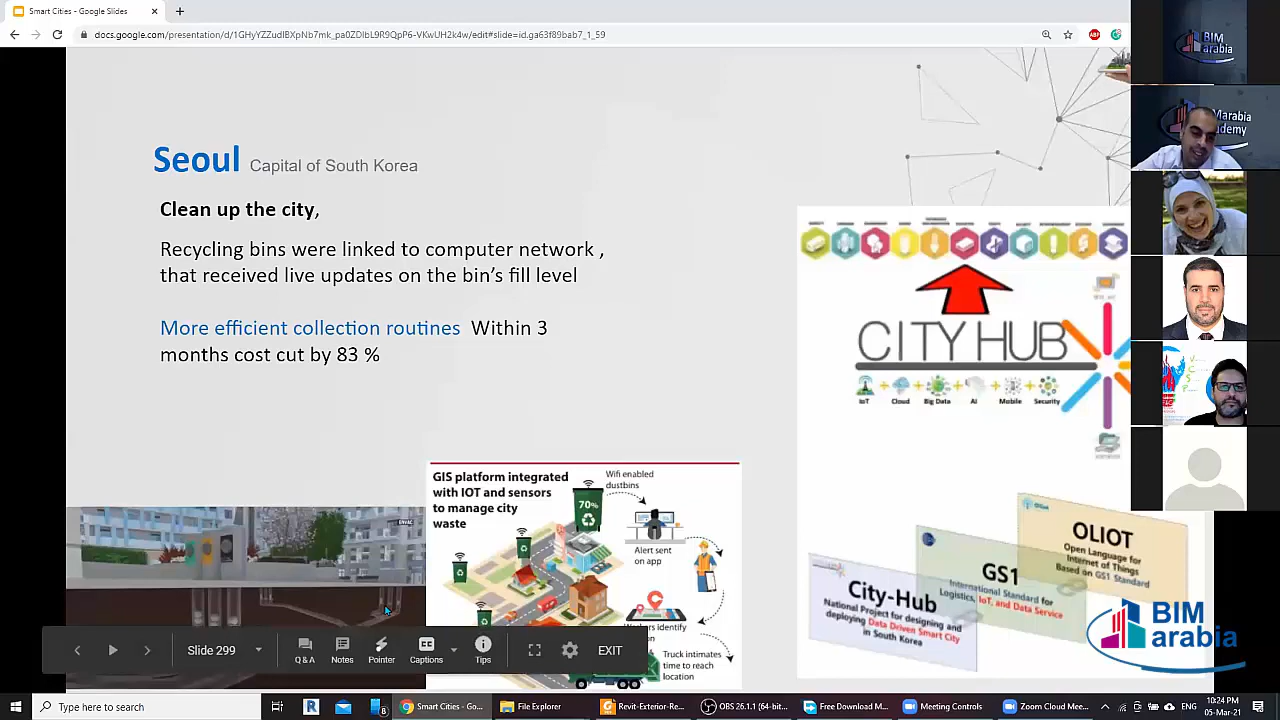 Smart Cities - Google Slides
docs.google.com/presentation/d/1GHyYZZudIBXpNb7mk_pa0ZDlbL9R9QpP6-VKwUH2k4w/edit#slide=id.ga63f89bab7_1_59
Seoul Capital of South Korea
Clean up the city,
Recycling bins were linked to computer network ,
that received live updates on the bin's fill level
More efficient collection routines Within 3
months cost cut by 83 %
CITY HUB
IoT Cloud Big Data AI Mobile Security
GIS platform integrated
with IOT and sensors
to manage city
waste
Wifi enabled
dustbins
70%
Alert sent
on app
identify
Truck intimates
time to reach
location
ENVAC
OLIOT
Open Language for
Internet of Things
Based on GS1 Standard
GS1
International Standard for
Logistics, IoT, and Data Service
City-Hub
National Project for designing and
deploying Data Driven Smart City
in South Korea
BIM
arabia
BIM
arabia
Marabia
demy
Slide 299
Q & A
Notes
Pointer
Captions
Tips
EXIT
Type here to search
8
Smart Cities - Go...
File Explorer
Revit-Exterior-Re...
OBS 26.1.1 (64-bit...
Free Download M...
Meeting Controls
Zoom Cloud Meet...
10:24 PM
05-Mar-21